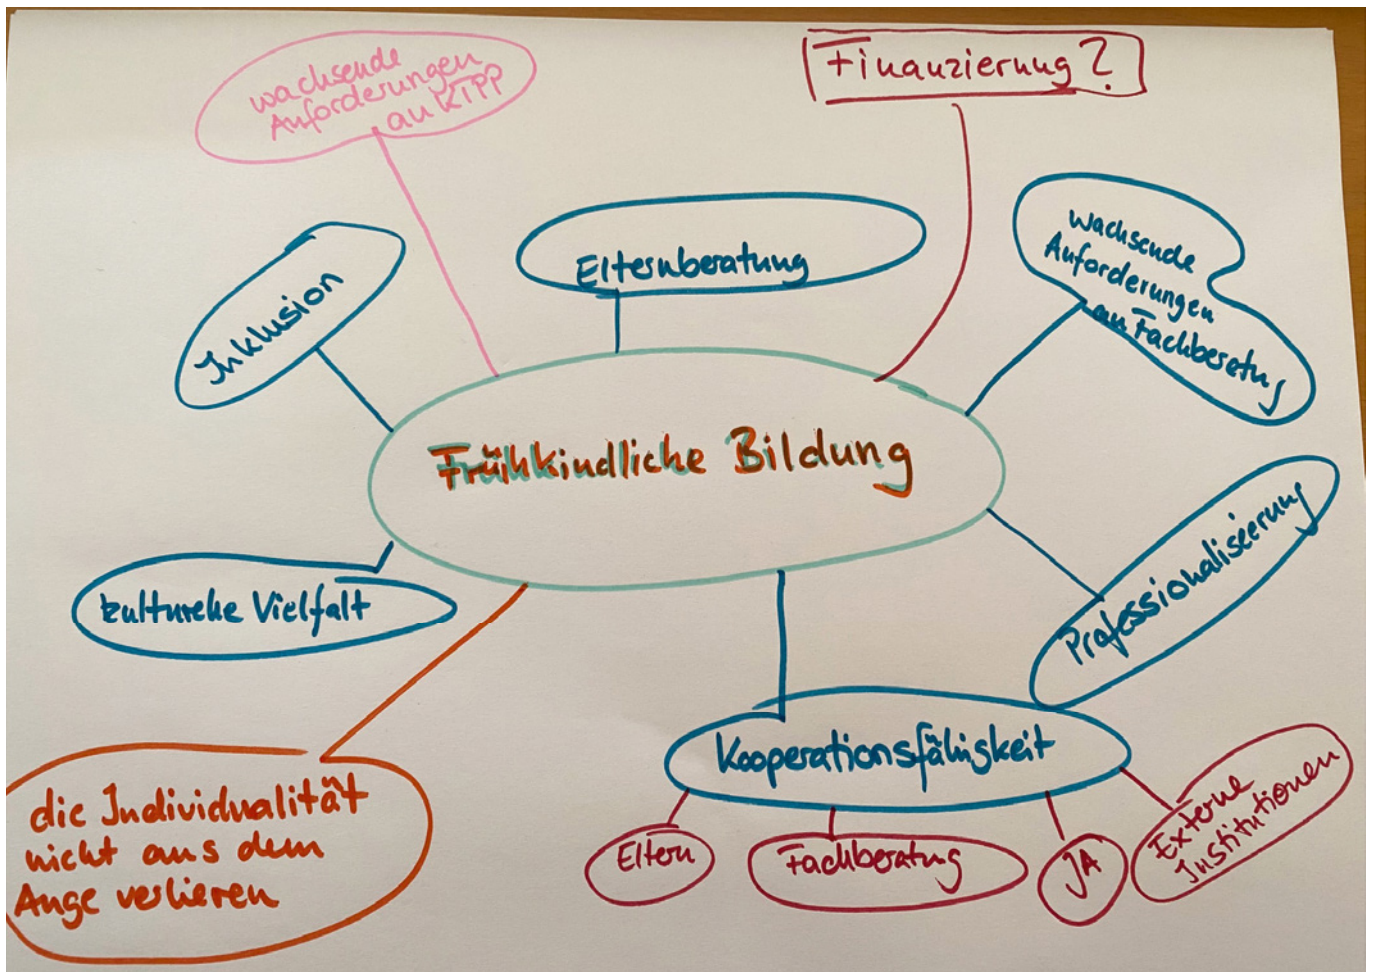 wachsende
Anforderungen
an KTPP
Finanzierung?
Elternberatung
wachsende
Anforderungen
an Fachberatung
Inklusion
Frühkindliche Bildung
Professionalisierung
kulturelle Vielfalt
Kooperationsfähigkeit
die Individualität
nicht aus dem
Auge verlieren
Eltern
Fachberatung
JA
Externe
Institutionen